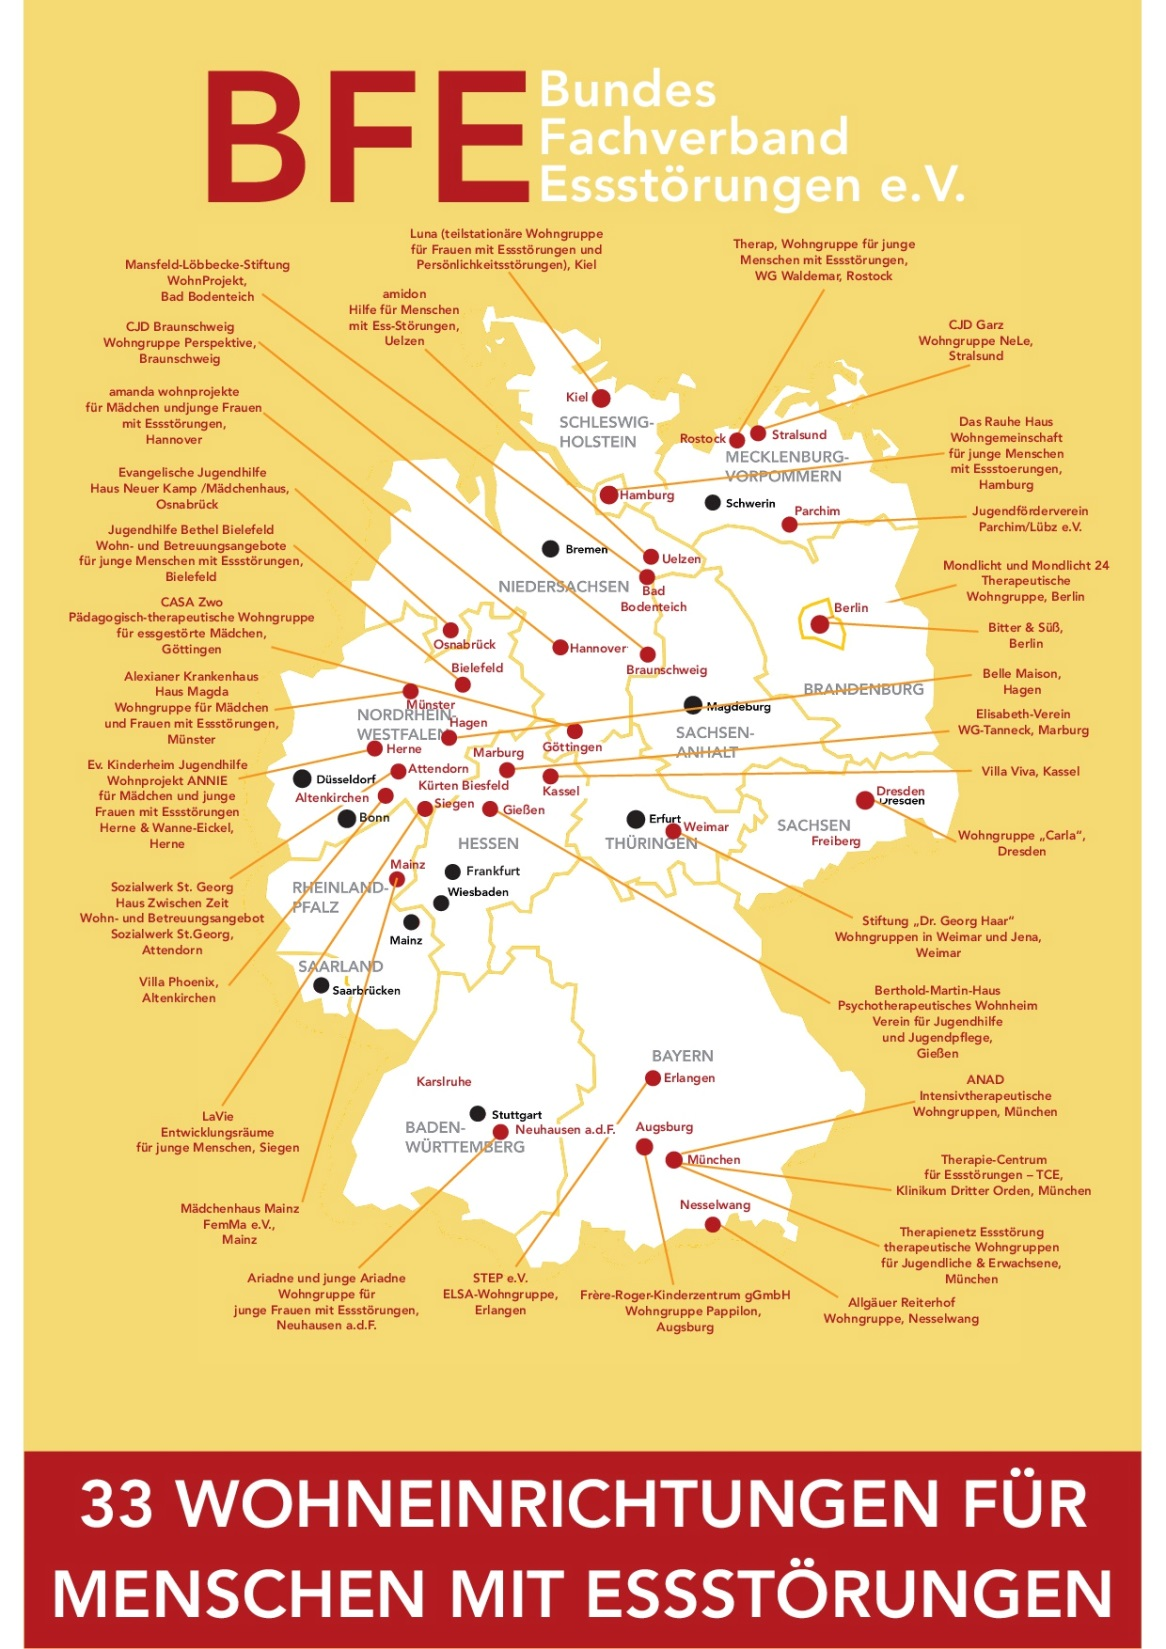 BFE
Bundes
Fachverband
Essstörungen e.V.
Luna (teilstationäre Wohngruppe
für Frauen mit Essstörungen und
Persönlichkeitsstörungen), Kiel
Therap, Wohngruppe für junge
Menschen mit Essstörungen,
WG Waldemar, Rostock
Mansfeld-Löbbecke-Stiftung
WohnProjekt,
Bad Bodenteich
amidon
Hilfe für Menschen
mit Ess-Störungen,
Uelzen
CJD Braunschweig
Wohngruppe Perspektive,
Braunschweig
CJD Garz
Wohngruppe NeLe,
Stralsund
amanda wohnprojekte
für Mädchen undjunge Frauen
mit Essstörungen,
Hannover
Das Rauhe Haus
Wohngemeinschaft
für junge Menschen
mit Essstoerungen,
Hamburg
Evangelische Jugendhilfe
Haus Neuer Kamp /Mädchenhaus,
Osnabrück
Jugendförderverein
Parchim/Lübz e.V.
Jugendhilfe Bethel Bielefeld
Wohn- und Betreuungsangebote
für junge Menschen mit Essstörungen,
Bielefeld
Mondlicht und Mondlicht 24
Therapeutische
Wohngruppe, Berlin
CASA Zwo
Pädagogisch-therapeutische Wohngruppe
für essgestörte Mädchen,
Göttingen
Bitter & Süß,
Berlin
Alexianer Krankenhaus
Haus Magda
Wohngruppe für Mädchen
und Frauen mit Essstörungen,
Münster
Belle Maison,
Hagen
Elisabeth-Verein
WG-Tanneck, Marburg
Ev. Kinderheim Jugendhilfe
Wohnprojekt ANNIE
für Mädchen und junge
Frauen mit Essstörungen
Herne & Wanne-Eickel,
Herne
Villa Viva, Kassel
Wohngruppe „Carla“,
Dresden
Sozialwerk St. Georg
Haus Zwischen Zeit
Wohn- und Betreuungsangebot
Sozialwerk St.Georg,
Attendorn
Stiftung „Dr. Georg Haar“
Wohngruppen in Weimar und Jena,
Weimar
Villa Phoenix,
Altenkirchen
Berthold-Martin-Haus
Psychotherapeutisches Wohnheim
Verein für Jugendhilfe
und Jugendpflege,
Gießen
LaVie
Entwicklungsräume
für junge Menschen, Siegen
ANAD
Intensivtherapeutische
Wohngruppen, München
Therapie-Centrum
für Essstörungen – TCE,
Klinikum Dritter Orden, München
Mädchenhaus Mainz
FemMa e.V.,
Mainz
Therapienetz Essstörung
therapeutische Wohngruppen
für Jugendliche & Erwachsene,
München
Ariadne und junge Ariadne
Wohngruppe für
junge Frauen mit Essstörungen,
Neuhausen a.d.F.
STEP e.V.
ELSA-Wohngruppe,
Erlangen
Frère-Roger-Kinderzentrum gGmbH
Wohngruppe Pappilon,
Augsburg
Allgäuer Reiterhof
Wohngruppe, Nesselwang
Kiel
SCHLESWIG-
HOLSTEIN
Rostock
Stralsund
MECKLENBURG-
VORPOMMERN
Hamburg
Schwerin
Parchim
Bremen
Uelzen
NIEDERSACHSEN
Bad
Bodenteich
Berlin
Osnabrück
Hannover
Braunschweig
Bielefeld
BRANDENBURG
Münster
Magdeburg
NORDRHEIN-
WESTFALEN
Hagen
SACHSEN-
ANHALT
Herne
Göttingen
Marburg
Attendorn
Düsseldorf
Kürten Biesfeld
Kassel
Altenkirchen
Siegen
Gießen
Dresden
Dresden
Bonn
Erfurt
Weimar
SACHSEN
Freiberg
HESSEN
THÜRINGEN
Mainz
Frankfurt
RHEINLAND-
PFALZ
Wiesbaden
Mainz
SAARLAND
Saarbrücken
BAYERN
Karslruhe
Erlangen
Stuttgart
BADEN-
WÜRTTEMBERG
Neuhausen a.d.F.
Augsburg
München
Nesselwang
33 WOHNEINRICHTUNGEN FÜR
MENSCHEN MIT ESSSTÖRUNGEN